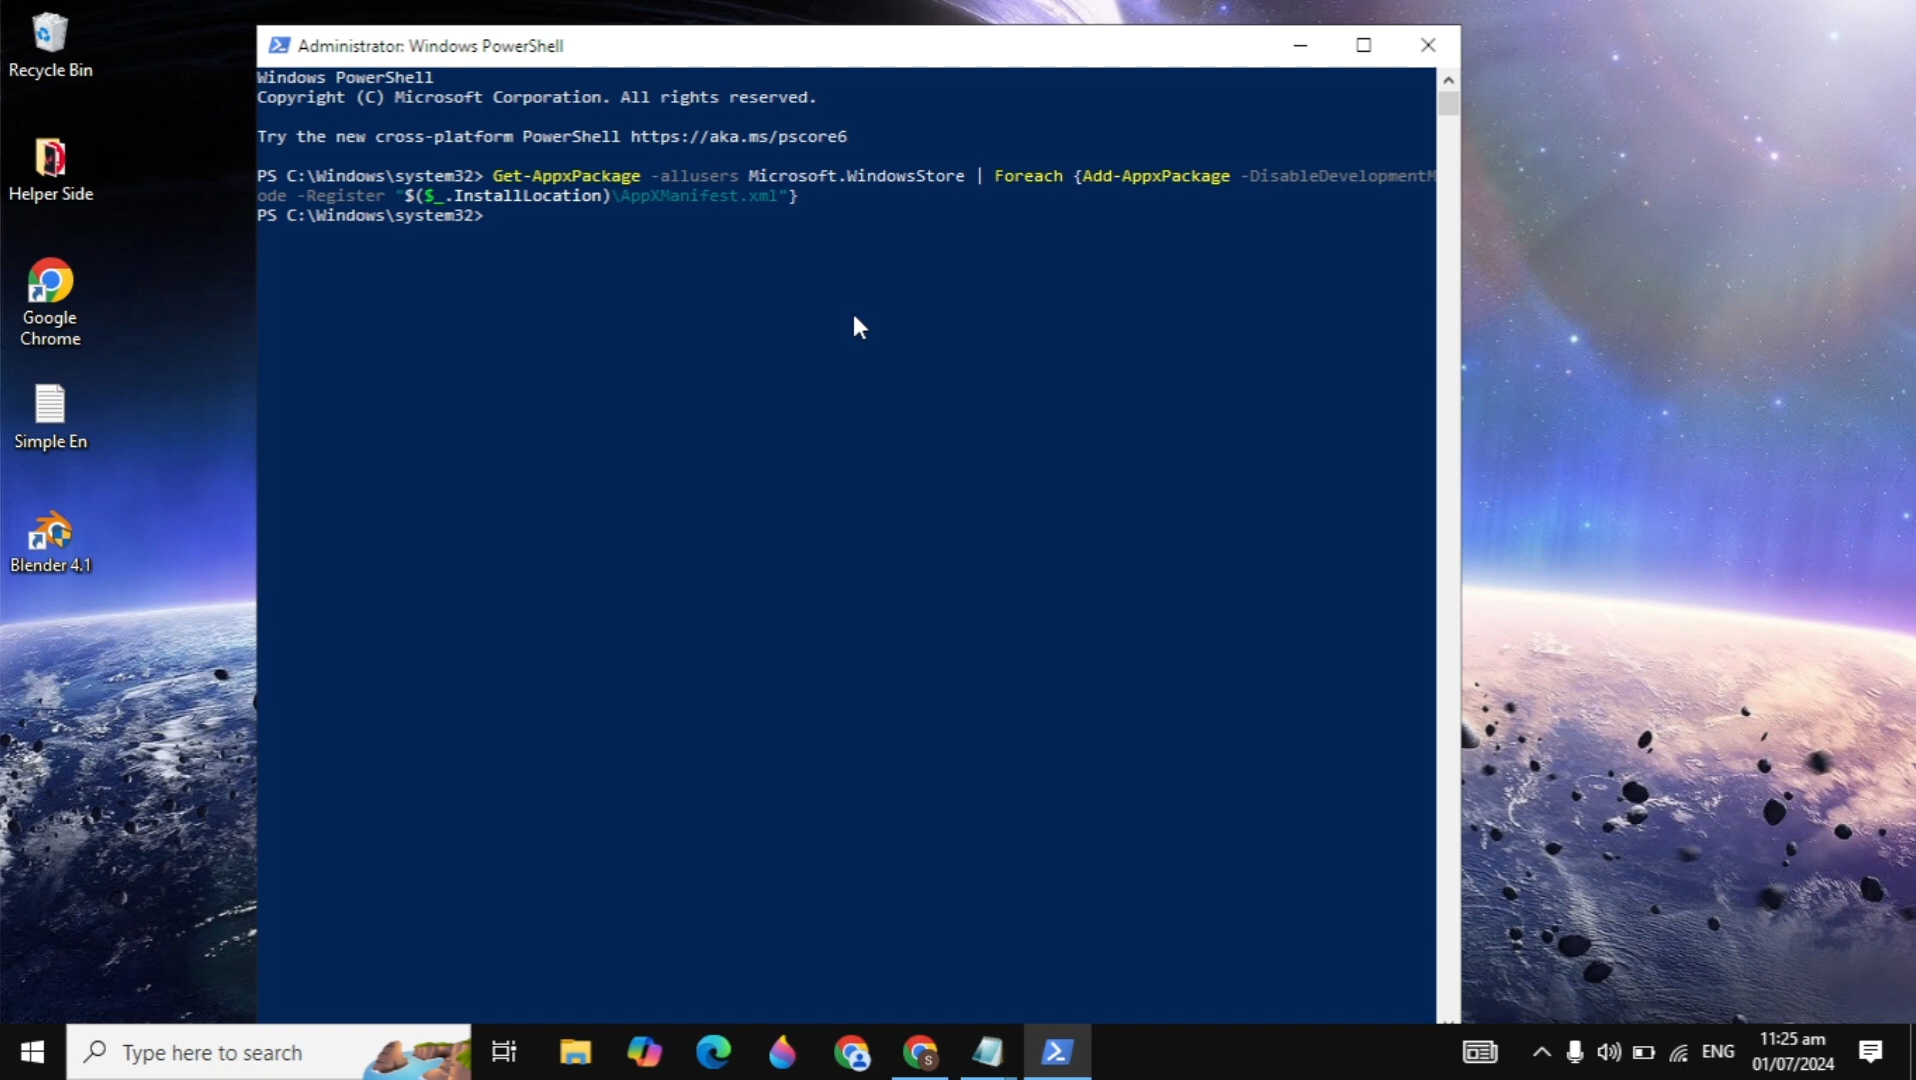 Recycle Bin
Helper Side
Google
Chrome
Simple En
Blender 4.1
Administrator: Windows PowerShell
Windows PowerShell
Copyright (C) Microsoft Corporation. All rights reserved.
Try the new cross-platform PowerShell https://aka.ms/pscore6
PS C:\Windows\system32> Get-AppxPackage -allusers Microsoft.WindowsStore | Foreach {Add-AppxPackage -DisableDevelopmentM
ode -Register "$($_.InstallLocation)\AppXManifest.xml"}
PS C:\Windows\system32>
Type here to search
S
ENG
11:25 am
01/07/2024